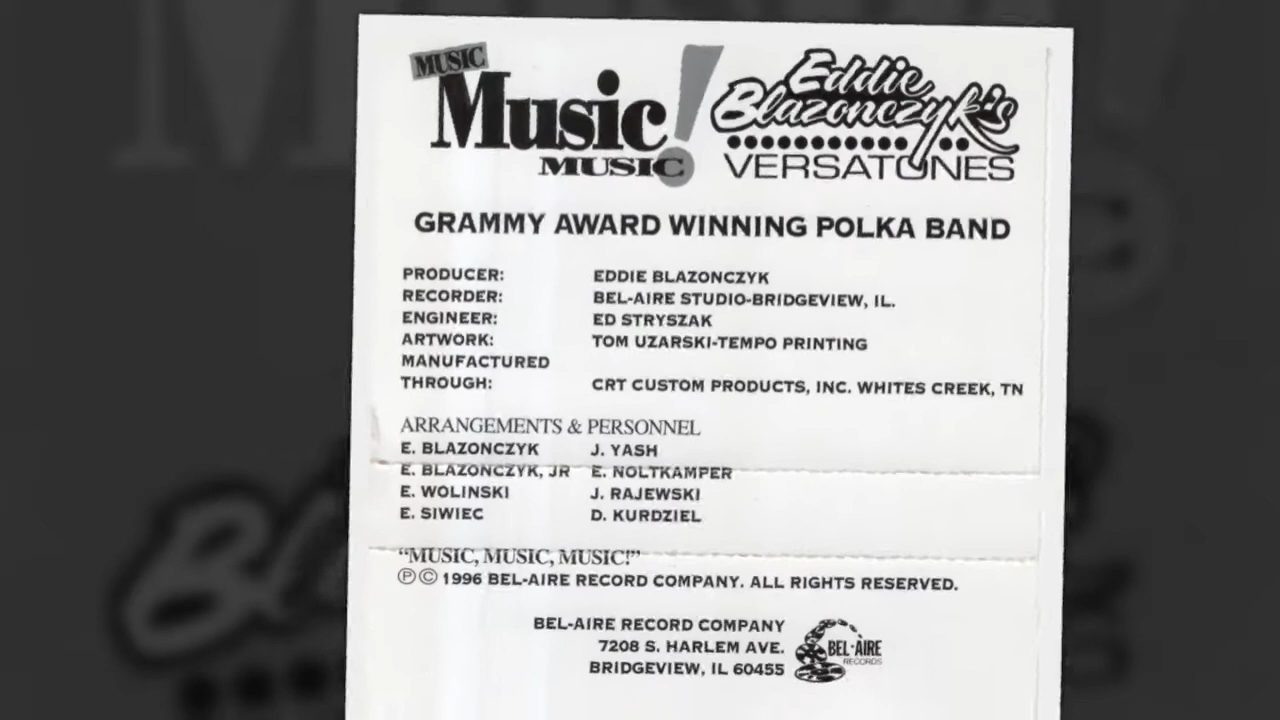 MUSIC
Music!
MUSIC
Eddie
Blazonczyk's
VERSATONES
GRAMMY AWARD WINNING POLKA BAND
PRODUCER: EDDIE BLAZONCZYK
RECORDER: BEL-AIRE STUDIO-BRIDGEVIEW, IL.
ENGINEER: ED STRYSZAK
ARTWORK: TOM UZARSKI-TEMPO PRINTING
MANUFACTURED
THROUGH: CRT CUSTOM PRODUCTS, INC. WHITES CREEK, TN
ARRANGEMENTS & PERSONNEL
E. BLAZONCZYK J. YASH
E. BLAZONCZYK, JR E. NOLTKAMPER
E. WOLINSKI J. RAJEWSKI
E. SIWIEC D. KURDZIEL
“MUSIC, MUSIC, MUSIC!”
Ⓟ© 1996 BEL-AIRE RECORD COMPANY. ALL RIGHTS RESERVED.
BEL-AIRE RECORD COMPANY
7208 S. HARLEM AVE.
BRIDGEVIEW, IL 60455
BEL-AIRE
RECORDS